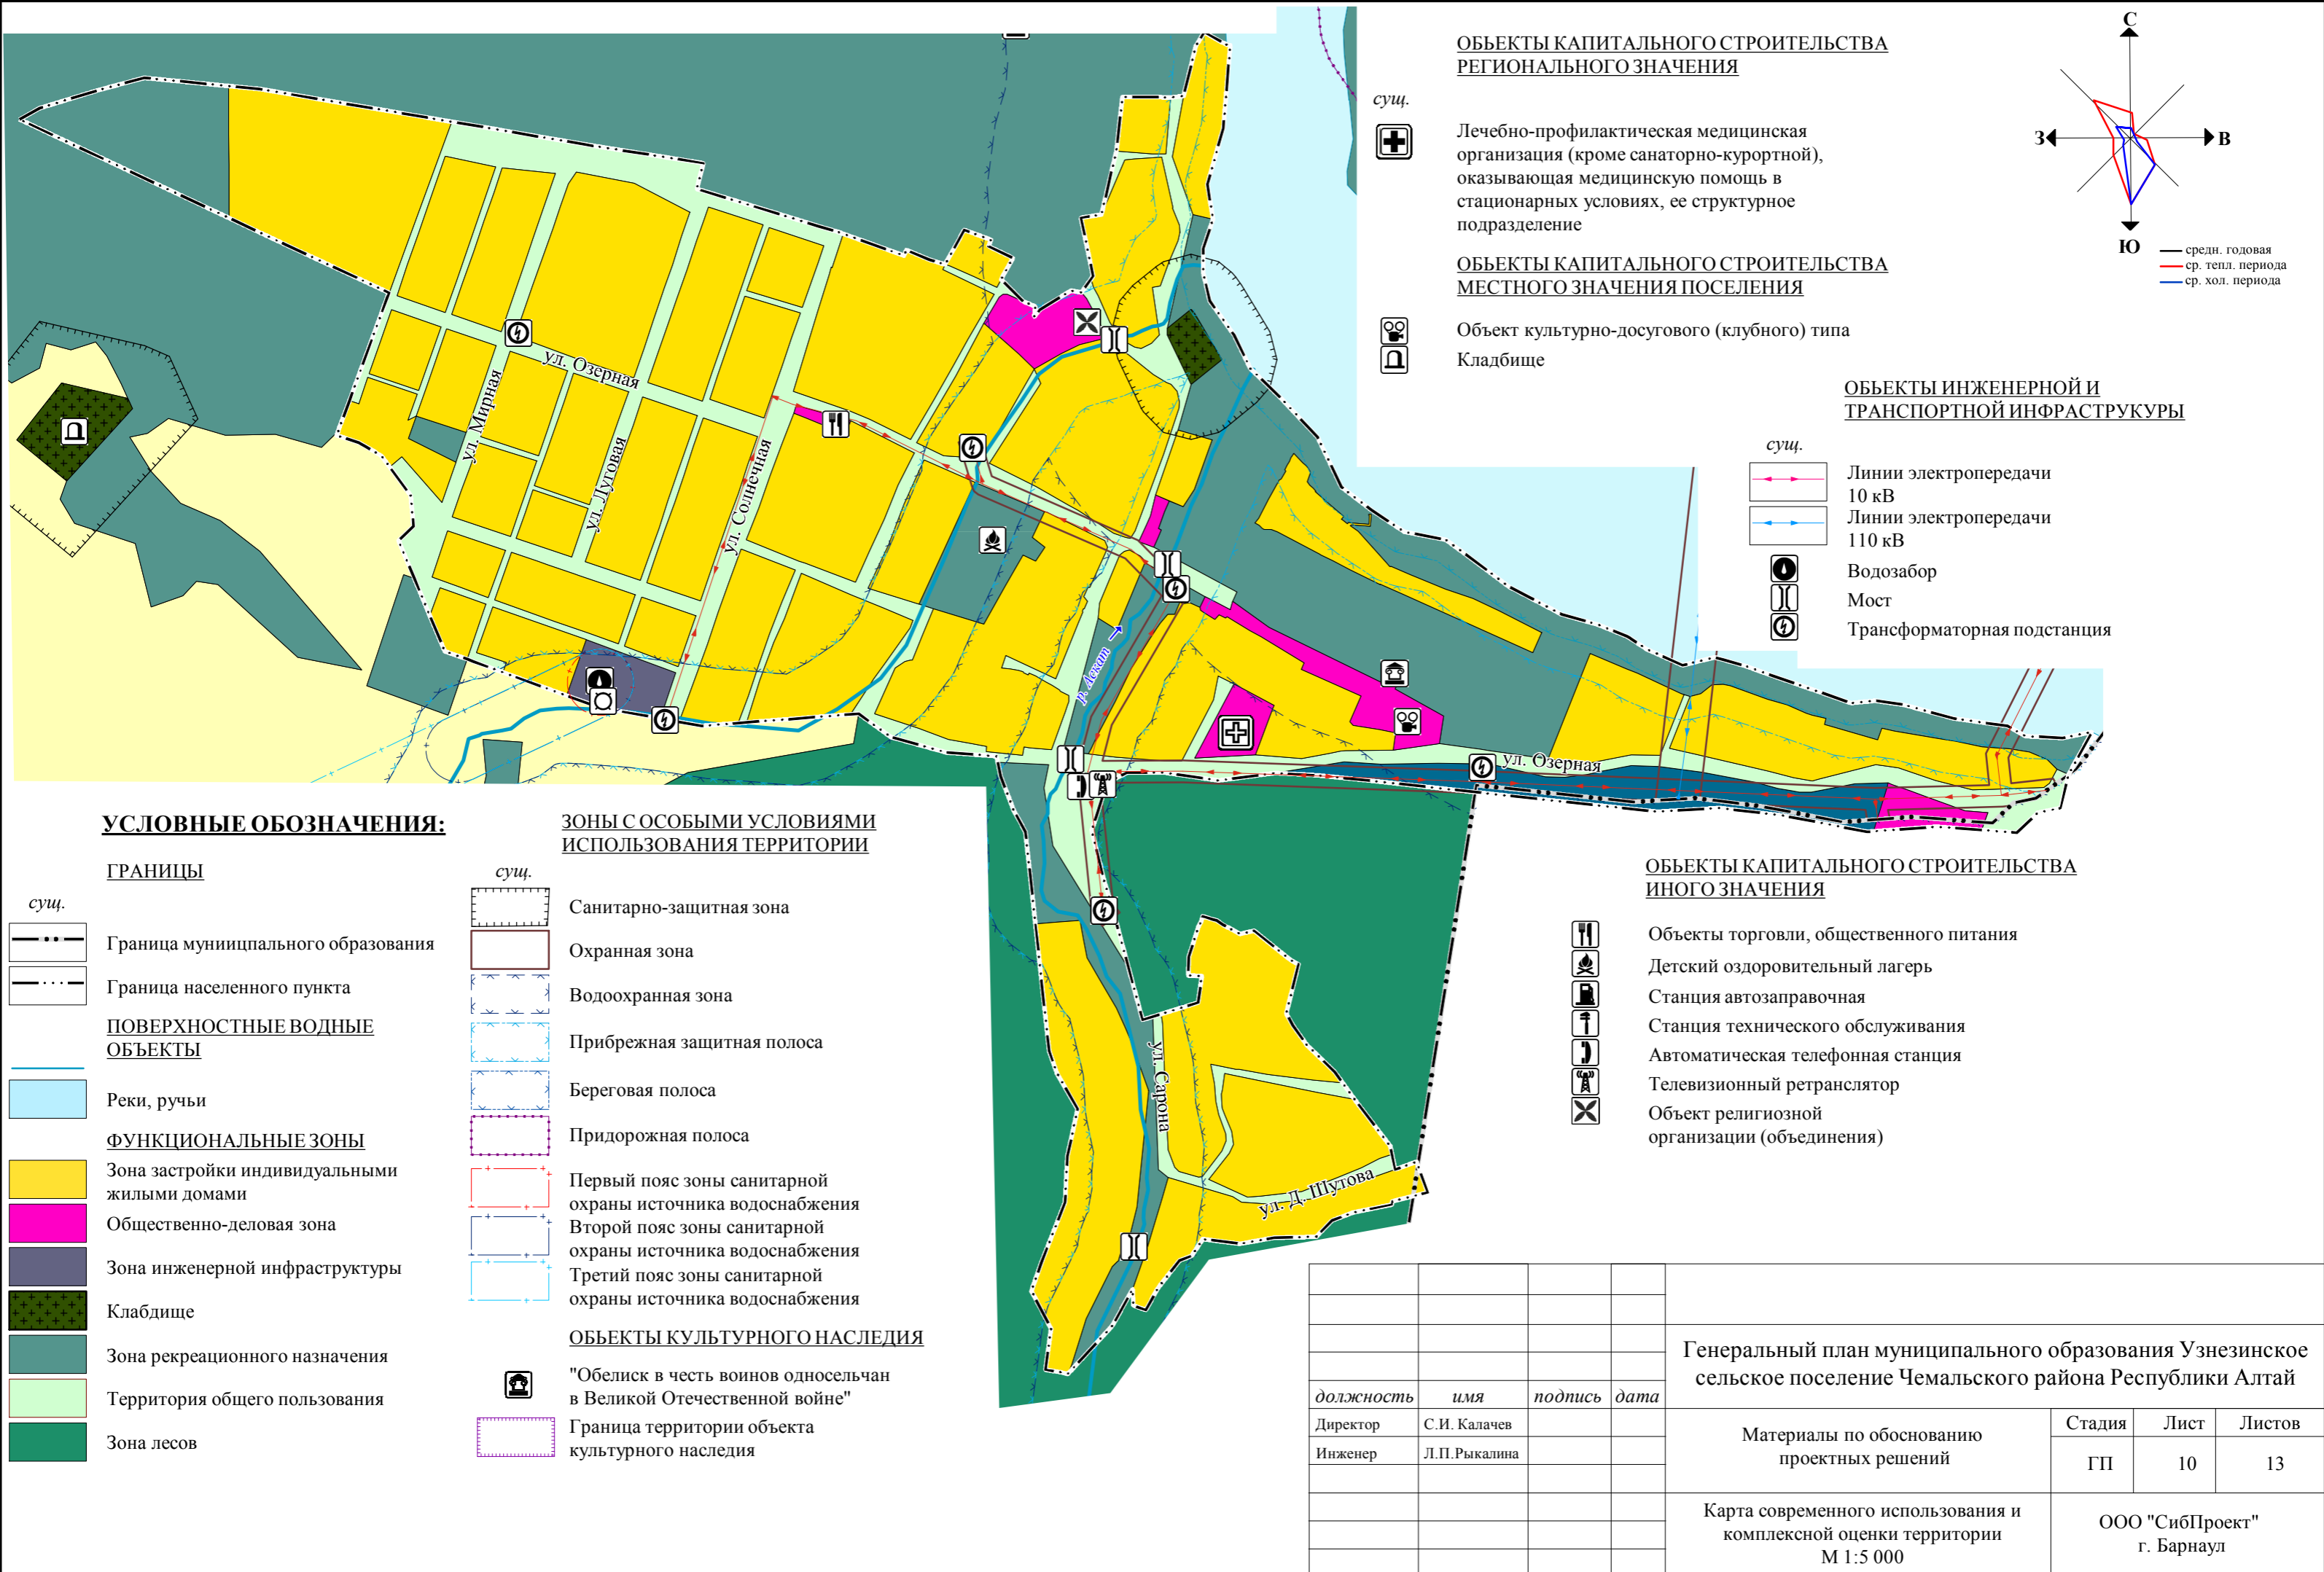 С
З
В
Ю
средн. годовая
ср. тепл. периода
ср. хол. периода
ОБЬЕКТЫ КАПИТАЛЬНОГО СТРОИТЕЛЬСТВА
РЕГИОНАЛЬНОГО ЗНАЧЕНИЯ
сущ.
Лечебно-профилактическая медицинская
организация (кроме санаторно-курортной),
оказывающая медицинскую помощь в
стационарных условиях, ее структурное
подразделение
ОБЬЕКТЫ КАПИТАЛЬНОГО СТРОИТЕЛЬСТВА
МЕСТНОГО ЗНАЧЕНИЯ ПОСЕЛЕНИЯ
Объект культурно-досугового (клубного) типа
Кладбище
ОБЬЕКТЫ ИНЖЕНЕРНОЙ И
ТРАНСПОРТНОЙ ИНФРАСТРУКУРЫ
сущ.
Линии электропередачи
10 кВ
Линии электропередачи
110 кВ
Водозабор
Мост
Трансформаторная подстанция
ул. Озерная
ул. Мирная
ул. Луговая
ул. Солнечная
р. Аскат
ул. Озерная
ул. Сарона
ул. Д. Шутова
УСЛОВНЫЕ ОБОЗНАЧЕНИЯ:
ГРАНИЦЫ
сущ.
Граница муниицпального образования
Граница населенного пункта
ПОВЕРХНОСТНЫЕ ВОДНЫЕ
ОБЪЕКТЫ
Реки, ручьи
ФУНКЦИОНАЛЬНЫЕ ЗОНЫ
Зона застройки индивидуальными
жилыми домами
Общественно-деловая зона
Зона инженерной инфраструктуры
Клабдище
Зона рекреационного назначения
Территория общего пользования
Зона лесов
ЗОНЫ С ОСОБЫМИ УСЛОВИЯМИ
ИСПОЛЬЗОВАНИЯ ТЕРРИТОРИИ
сущ.
Санитарно-защитная зона
Охранная зона
Водоохранная зона
Прибрежная защитная полоса
Береговая полоса
Придорожная полоса
Первый пояс зоны санитарной
охраны источника водоснабжения
Второй пояс зоны санитарной
охраны источника водоснабжения
Третий пояс зоны санитарной
охраны источника водоснабжения
ОБЬЕКТЫ КУЛЬТУРНОГО НАСЛЕДИЯ
"Обелиск в честь воинов односельчан
в Великой Отечественной войне"
Граница территории объекта
культурного наследия
ОБЬЕКТЫ КАПИТАЛЬНОГО СТРОИТЕЛЬСТВА
ИНОГО ЗНАЧЕНИЯ
Объекты торговли, общественного питания
Детский оздоровительный лагерь
Станция автозаправочная
Станция технического обслуживания
Автоматическая телефонная станция
Телевизионный ретранслятор
Объект религиозной
организации (объединения)
должность имя подпись дата
Директор С.И. Калачев
Инженер Л.П.Рыкалина
Генеральный план муниципального образования Узнезинское
сельское поселение Чемальского района Республики Алтай
Материалы по обоснованию
проектных решений
Стадия Лист Листов
ГП 10 13
Карта современного использования и
комплексной оценки территории
М 1:5 000
ООО "СибПроект"
г. Барнаул